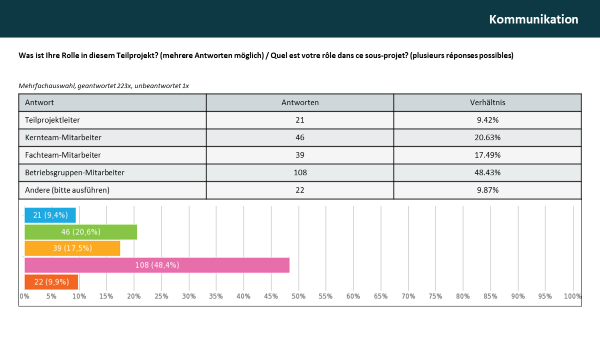 Kommunikation
Was ist Ihre Rolle in diesem Teilprojekt? (mehrere Antworten möglich) / Quel est votre rôle dans ce sous-projet? (plusieurs réponses possibles)
Mehrfachauswahl, geantwortet 223x, unbeantwortet 1x
Antwort Antworten Verhältnis
Teilprojektleiter 21 9.42%
Kernteam-Mitarbeiter 46 20.63%
Fachteam-Mitarbeiter 39 17.49%
Betriebsgruppen-Mitarbeiter 108 48.43%
Andere (bitte ausführen) 22 9.87%
21 (9,4%)
46 (20,6%)
39 (17,5%)
108 (48,4%)
22 (9,9%)
0% 5% 10% 15% 20% 25% 30% 35% 40% 45% 50% 55% 60% 65% 70% 75% 80% 85% 90% 95% 100%